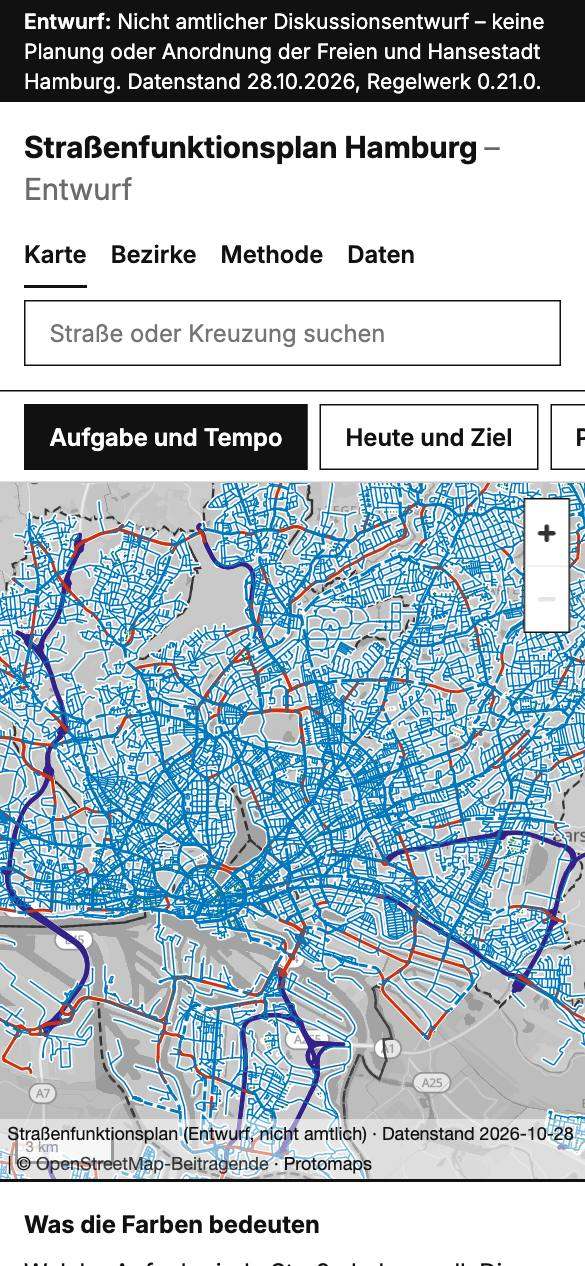 Entwurf: Nicht amtlicher Diskussionsentwurf – keine
Planung oder Anordnung der Freien und Hansestadt
Hamburg. Datenstand 28.10.2026, Regelwerk 0.21.0.
Straßenfunktionsplan Hamburg –
Entwurf
Karte Bezirke Methode Daten
Straße oder Kreuzung suchen
Aufgabe und Tempo Heute und Ziel
+
−
A1
A25
A7
3 km
Straßenfunktionsplan (Entwurf, nicht amtlich) · Datenstand 2026-10-28
| © OpenStreetMap-Beitragende · Protomaps
Was die Farben bedeuten